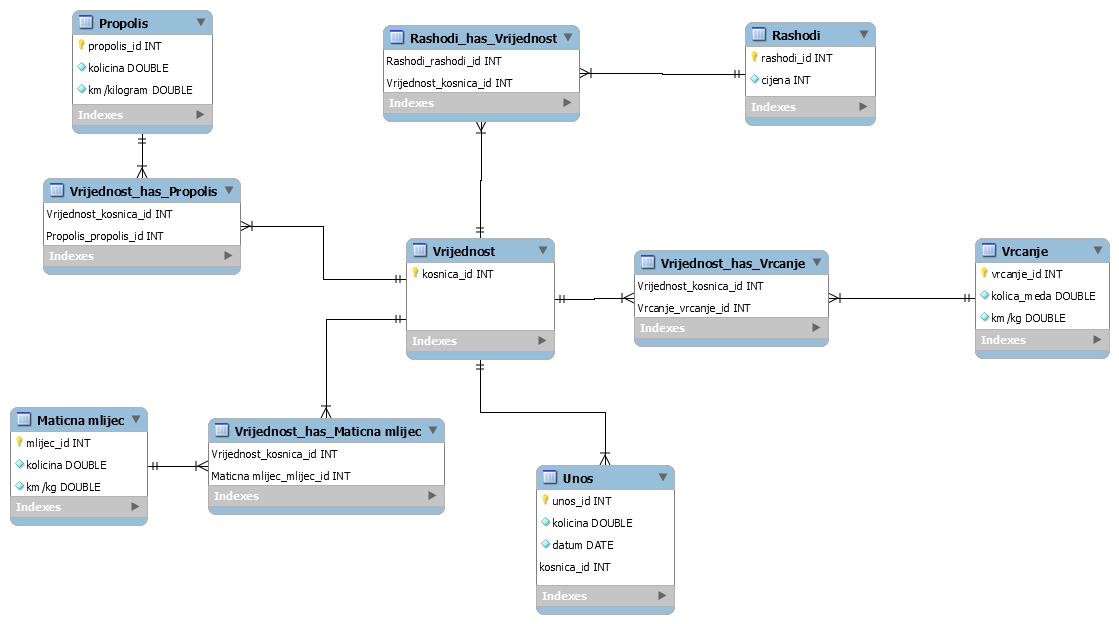 Propolis
propolis_id INT
kolicina DOUBLE
km/kilogram DOUBLE
Indexes
Rashodi_has_Vrijednost
Rashodi_rashodi_id INT
Vrijednost_kosnica_id INT
Indexes
Rashodi
rashodi_id INT
cijena INT
Indexes
Vrijednost_has_Propolis
Vrijednost_kosnica_id INT
Propolis_propolis_id INT
Indexes
Vrijednost
kosnica_id INT
Indexes
Vrijednost_has_Vrcanje
Vrijednost_kosnica_id INT
Vrcanje_vrcanje_id INT
Indexes
Vrcanje
vrcanje_id INT
kolica_meda DOUBLE
km/kg DOUBLE
Indexes
Maticna mlijec
mlijec_id INT
kolicina DOUBLE
km/kg DOUBLE
Indexes
Vrijednost_has_Maticna mlijec
Vrijednost_kosnica_id INT
Maticna mlijec_mlijec_id INT
Indexes
Unos
unos_id INT
kolicina DOUBLE
datum DATE
kosnica_id INT
Indexes